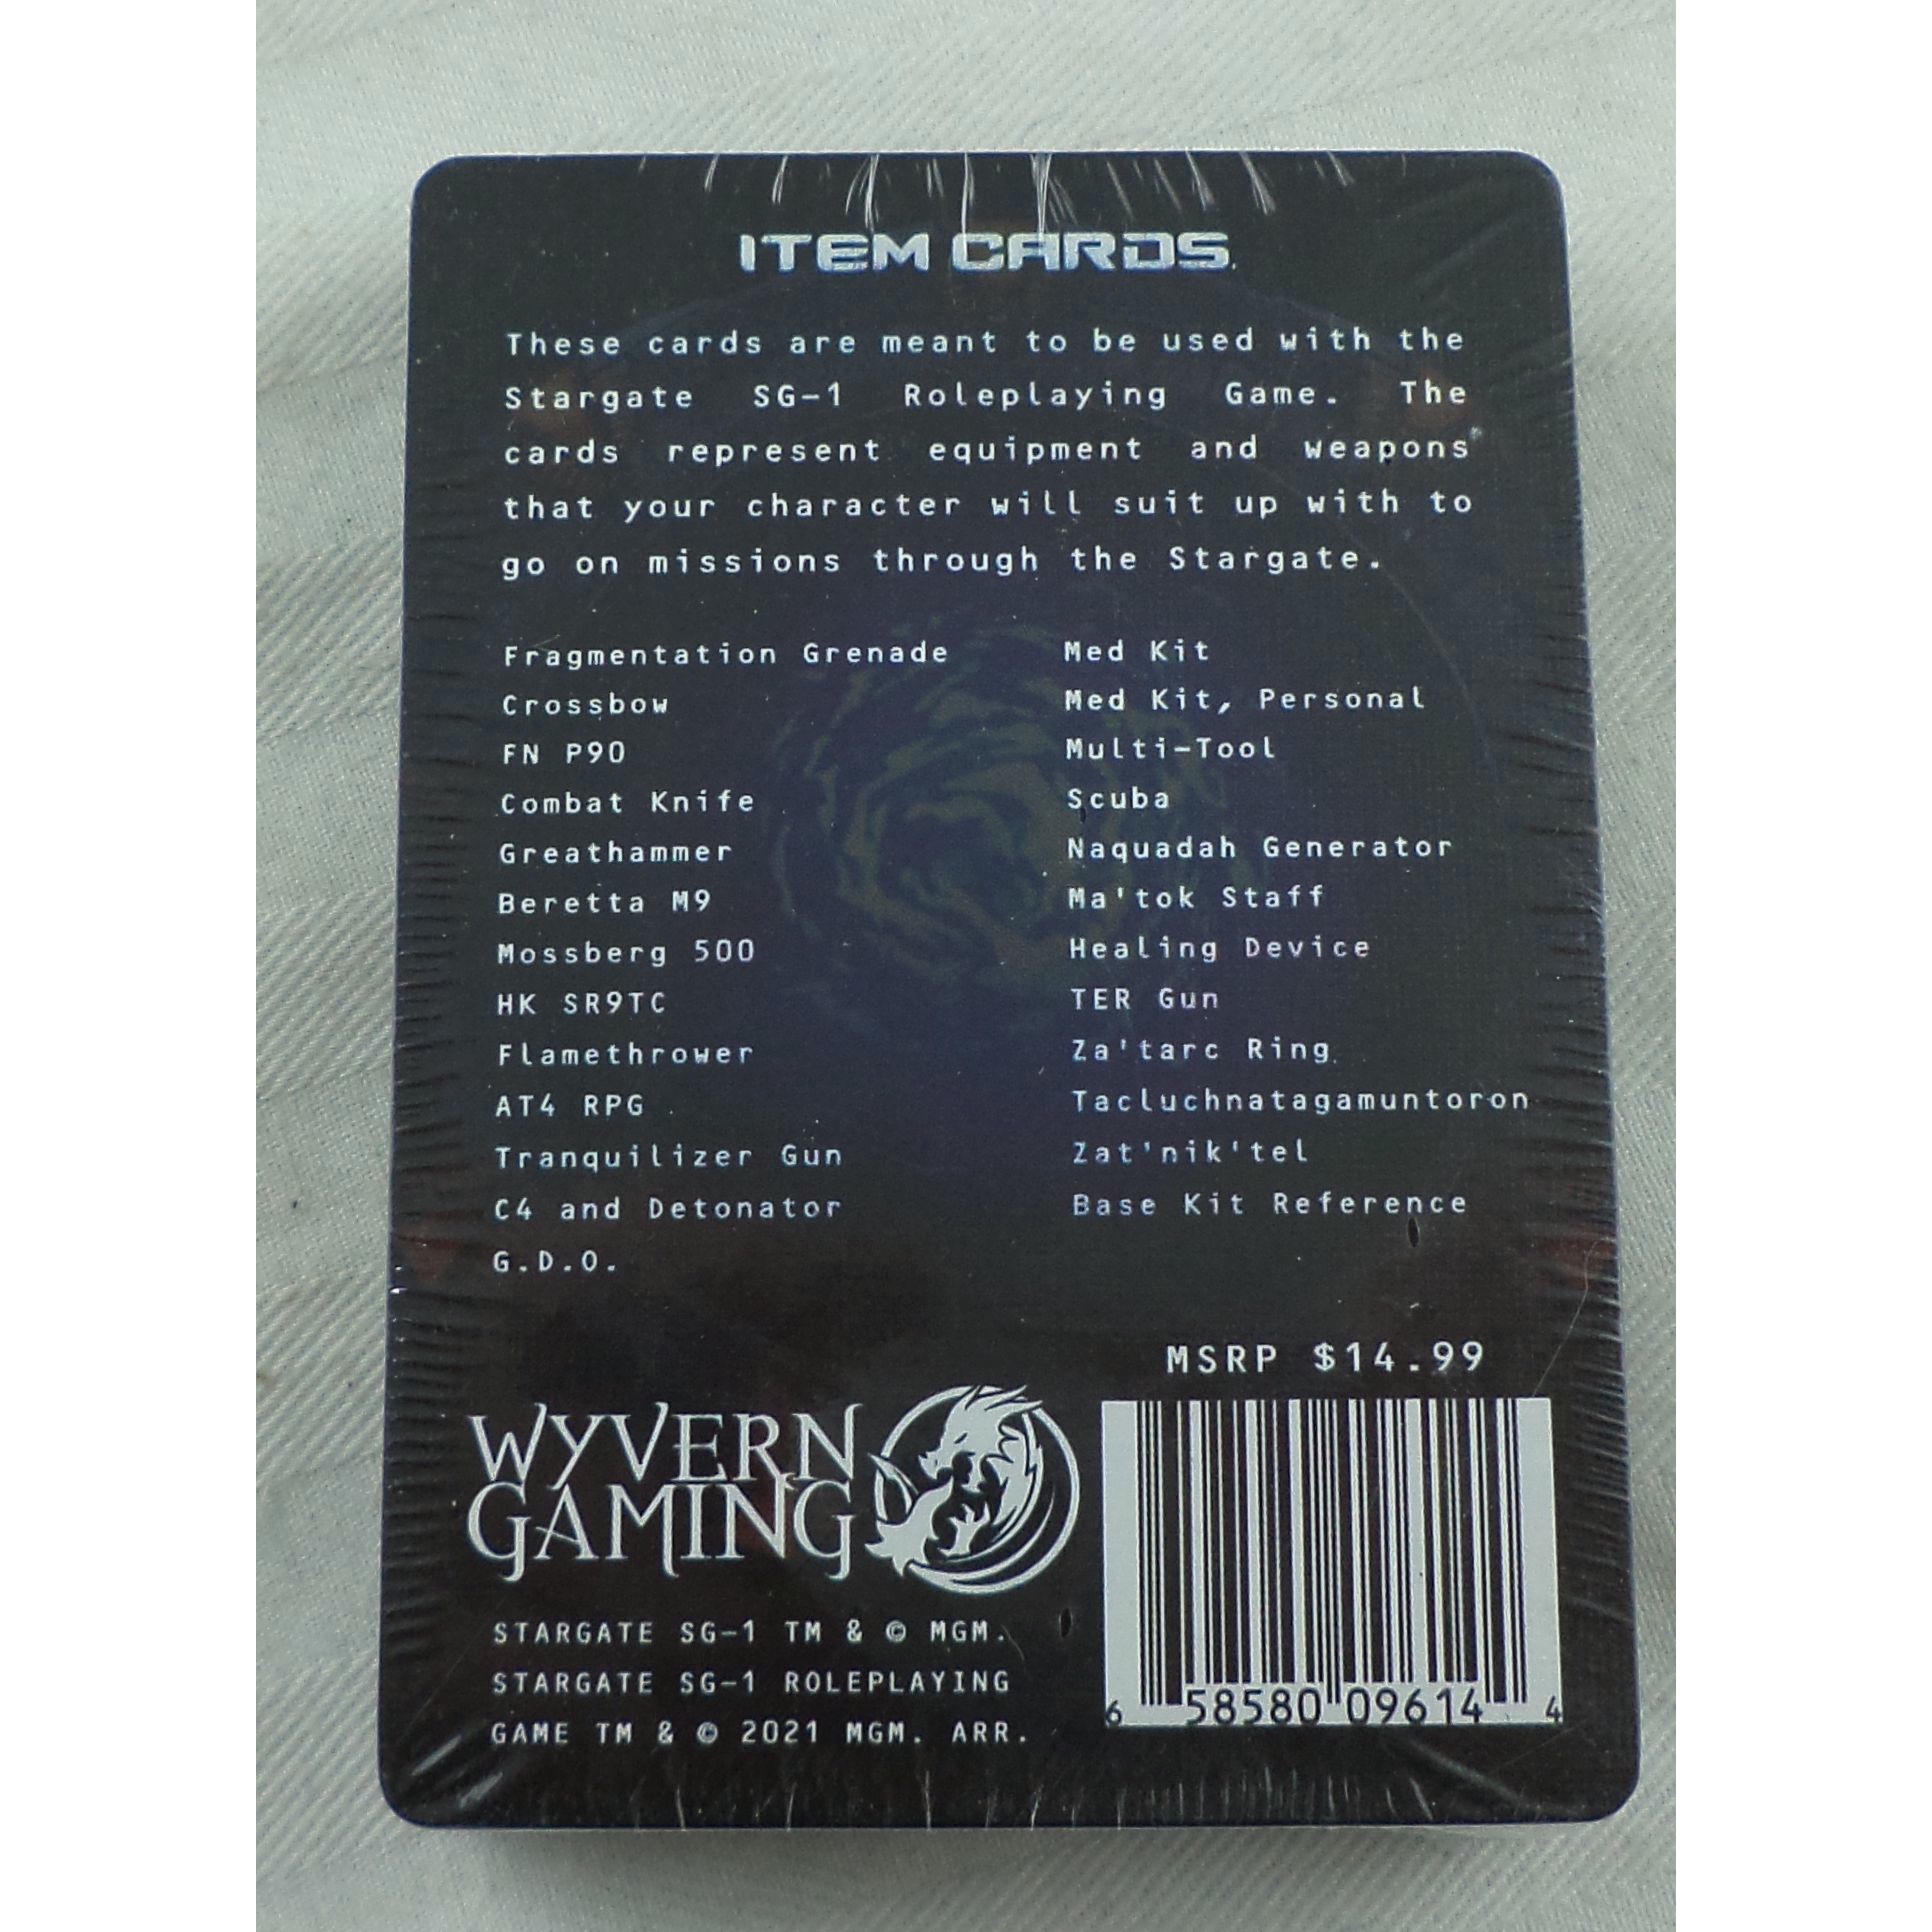 ITEM CARDS
These cards are meant to be used with the
Stargate SG-1 Roleplaying Game. The
cards represent equipment and weapons
that your character will suit up with to
go on missions through the Stargate.
Fragmentation Grenade
Crossbow
FN P90
Combat Knife
Greathammer
Beretta M9
Mossberg 500
HK SR9TC
Flamethrower
AT4 RPG
Tranquilizer Gun
C4 and Detonator
G.D.O.
Med Kit
Med Kit, Personal
Multi-Tool
Scuba
Naquadah Generator
Ma'tok Staff
Healing Device
TER Gun
Za'tarc Ring
Tacluchnatagamuntoron
Zat'nik'tel
Base Kit Reference
MSRP $14.99
WYVERN
GAMING
STARGATE SG-1 TM & © MGM.
STARGATE SG-1 ROLEPLAYING
GAME TM & © 2021 MGM. ARR.
6 58580 09614 4